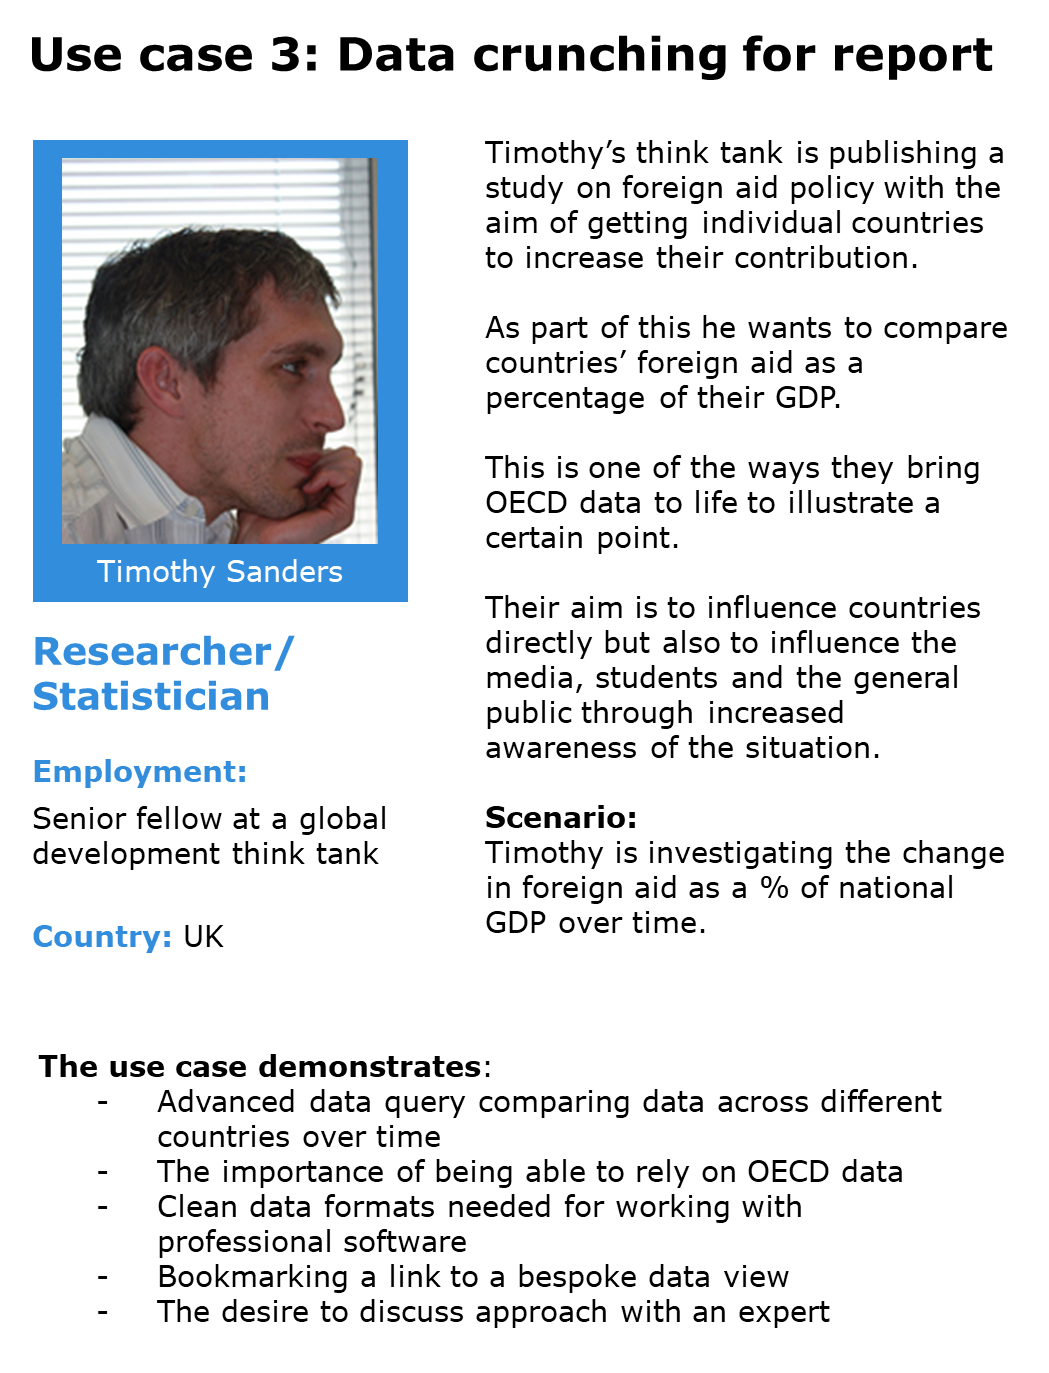 Use case 3: Data crunching for report
Timothy Sanders
Researcher/
Statistician
Employment:
Senior fellow at a global
development think tank
Country: UK
Timothy’s think tank is publishing a
study on foreign aid policy with the
aim of getting individual countries
to increase their contribution.
As part of this he wants to compare
countries’ foreign aid as a
percentage of their GDP.
This is one of the ways they bring
OECD data to life to illustrate a
certain point.
Their aim is to influence countries
directly but also to influence the
media, students and the general
public through increased
awareness of the situation.
Scenario:
Timothy is investigating the change
in foreign aid as a % of national
GDP over time.
The use case demonstrates:
- Advanced data query comparing data across different
countries over time
- The importance of being able to rely on OECD data
- Clean data formats needed for working with
professional software
- Bookmarking a link to a bespoke data view
- The desire to discuss approach with an expert